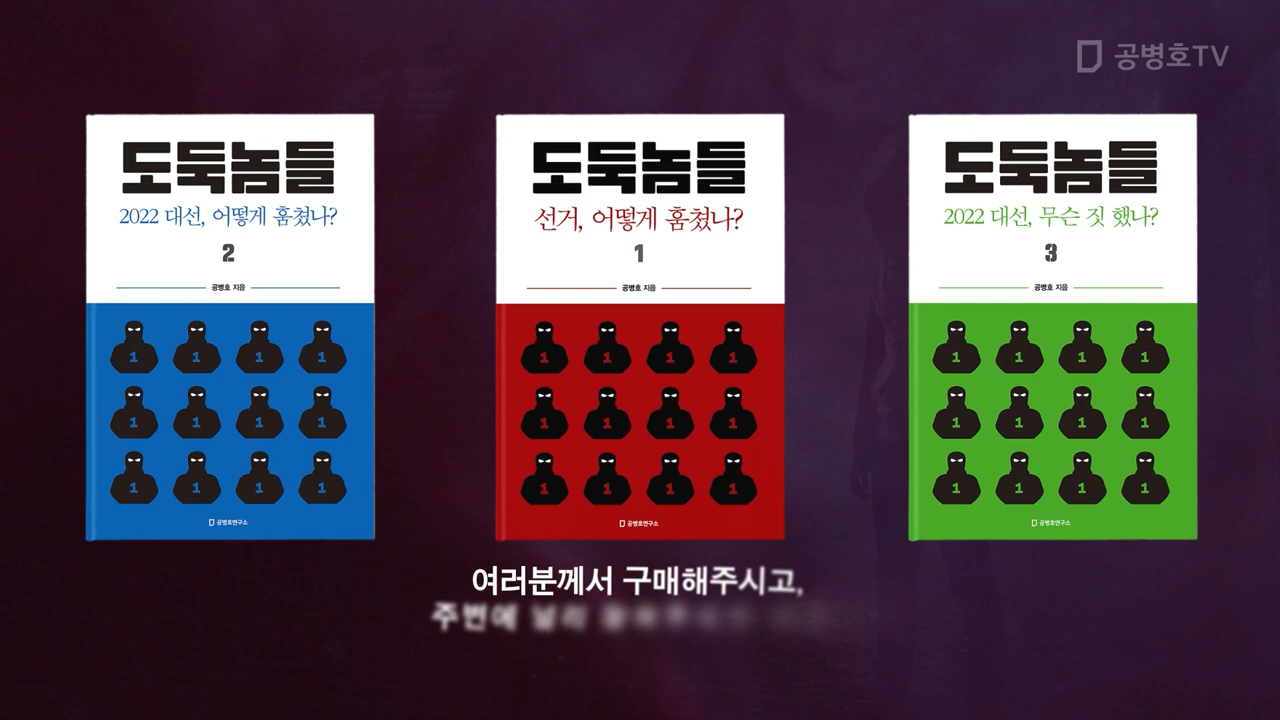 공병호TV
도둑놈들
2022 대선, 어떻게 훔쳤나?
2
공병호 지음
1 1 1 1
1 1 1 1
1 1 1 1
공병호연구소
도둑놈들
선거, 어떻게 훔쳤나?
1
공병호 지음
1 1 1 1
1 1 1 1
1 1 1 1
공병호연구소
도둑놈들
2022 대선, 무슨 짓 했나?
3
공병호 지음
1 1 1 1
1 1 1 1
1 1 1 1
공병호연구소
여러분께서 구매해주시고,
주변에 널리